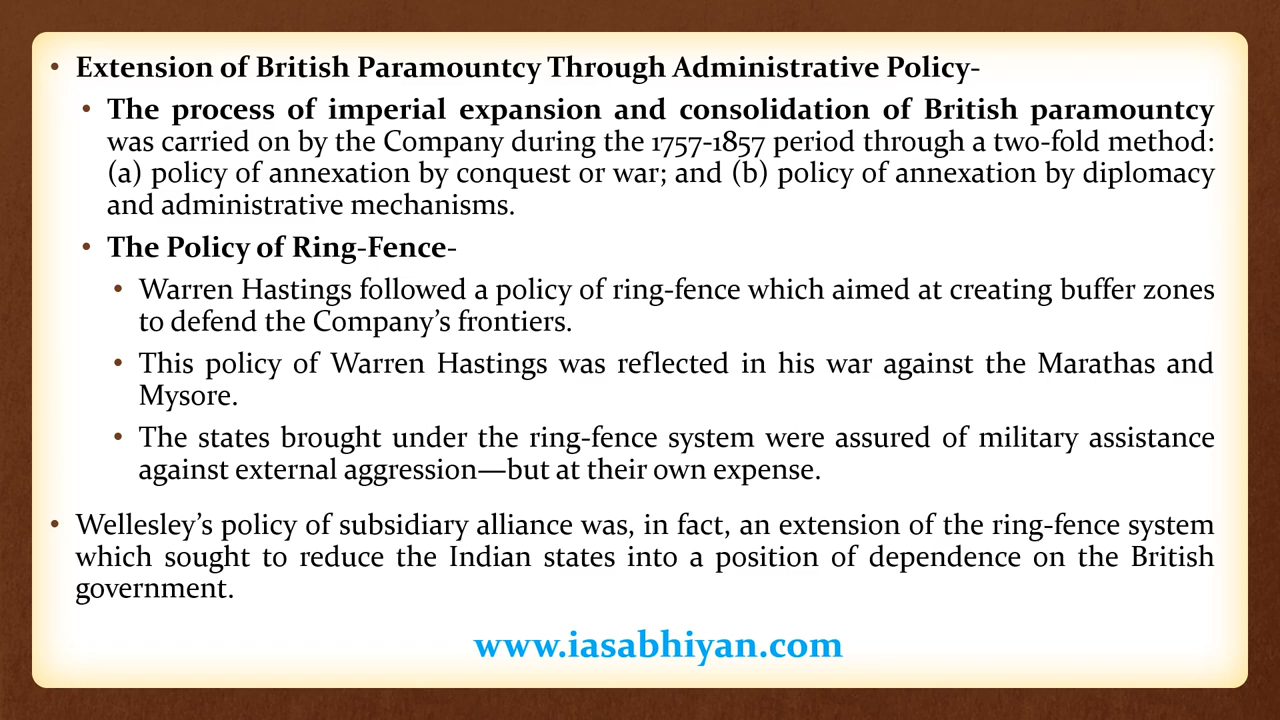 • Extension of British Paramountcy Through Administrative Policy-
• The process of imperial expansion and consolidation of British paramountcy
was carried on by the Company during the 1757-1857 period through a two-fold method:
(a) policy of annexation by conquest or war; and (b) policy of annexation by diplomacy
and administrative mechanisms.
• The Policy of Ring-Fence-
• Warren Hastings followed a policy of ring-fence which aimed at creating buffer zones
to defend the Company’s frontiers.
• This policy of Warren Hastings was reflected in his war against the Marathas and
Mysore.
• The states brought under the ring-fence system were assured of military assistance
against external aggression—but at their own expense.
• Wellesley’s policy of subsidiary alliance was, in fact, an extension of the ring-fence system
which sought to reduce the Indian states into a position of dependence on the British
government.
www.iasabhiyan.com